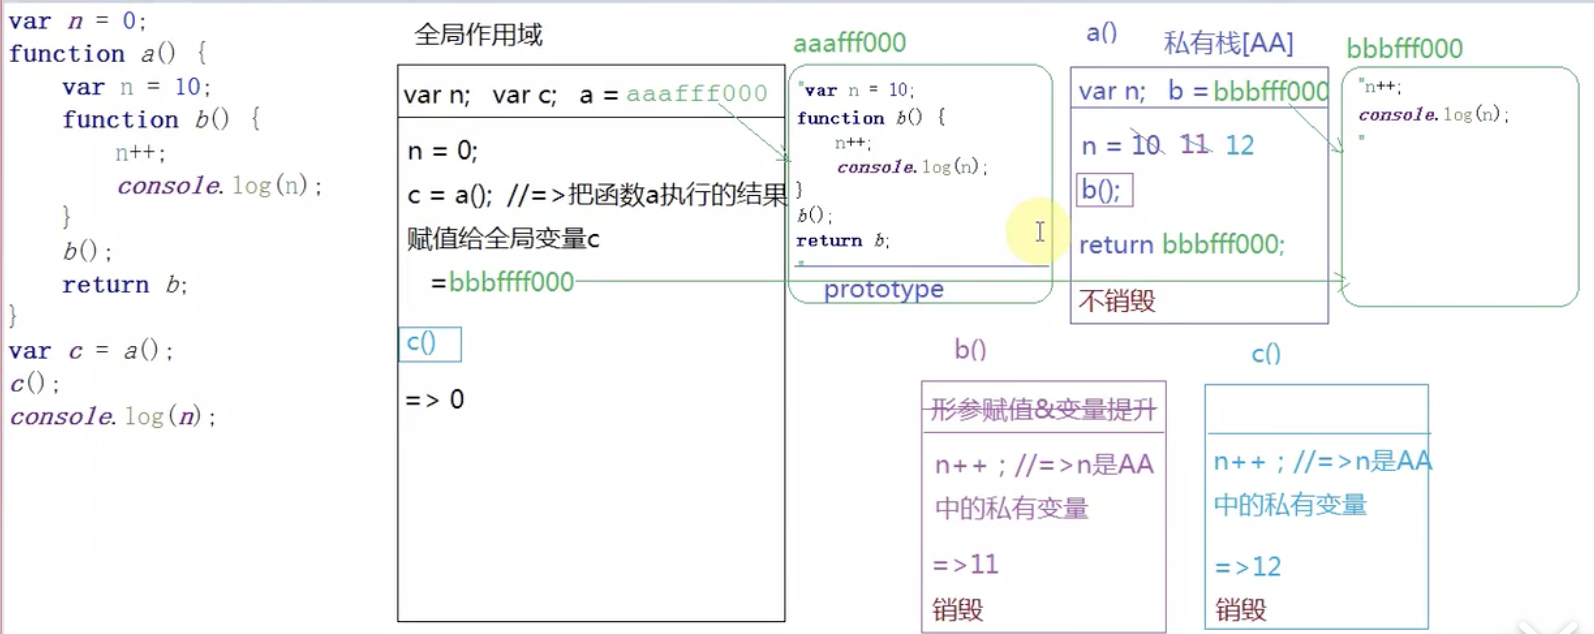 var n = 0;
function a() {
var n = 10;
function b() {
n++;
console.log(n);
}
b();
return b;
}
var c = a();
c();
console.log(n);
全局作用域
var n; var c; a = aaafff000
n = 0;
c = a(); //=>把函数a执行的结果
赋值给全局变量c
=bbbffff000
c()
=> 0
aaafff000
"var n = 10;
function b() {
n++;
console.log(n);
}
b();
return b;
"
prototype
a() 私有栈[AA]
var n; b =bbbfff000
n = 10 11 12
b();
return bbbfff000;
不销毁
bbbfff000
"n++;
console.log(n);
"
b()
形参赋值&变量提升
n++；//=>n是AA
中的私有变量
=>11
销毁
c()
n++；//=>n是AA
中的私有变量
=>12
销毁